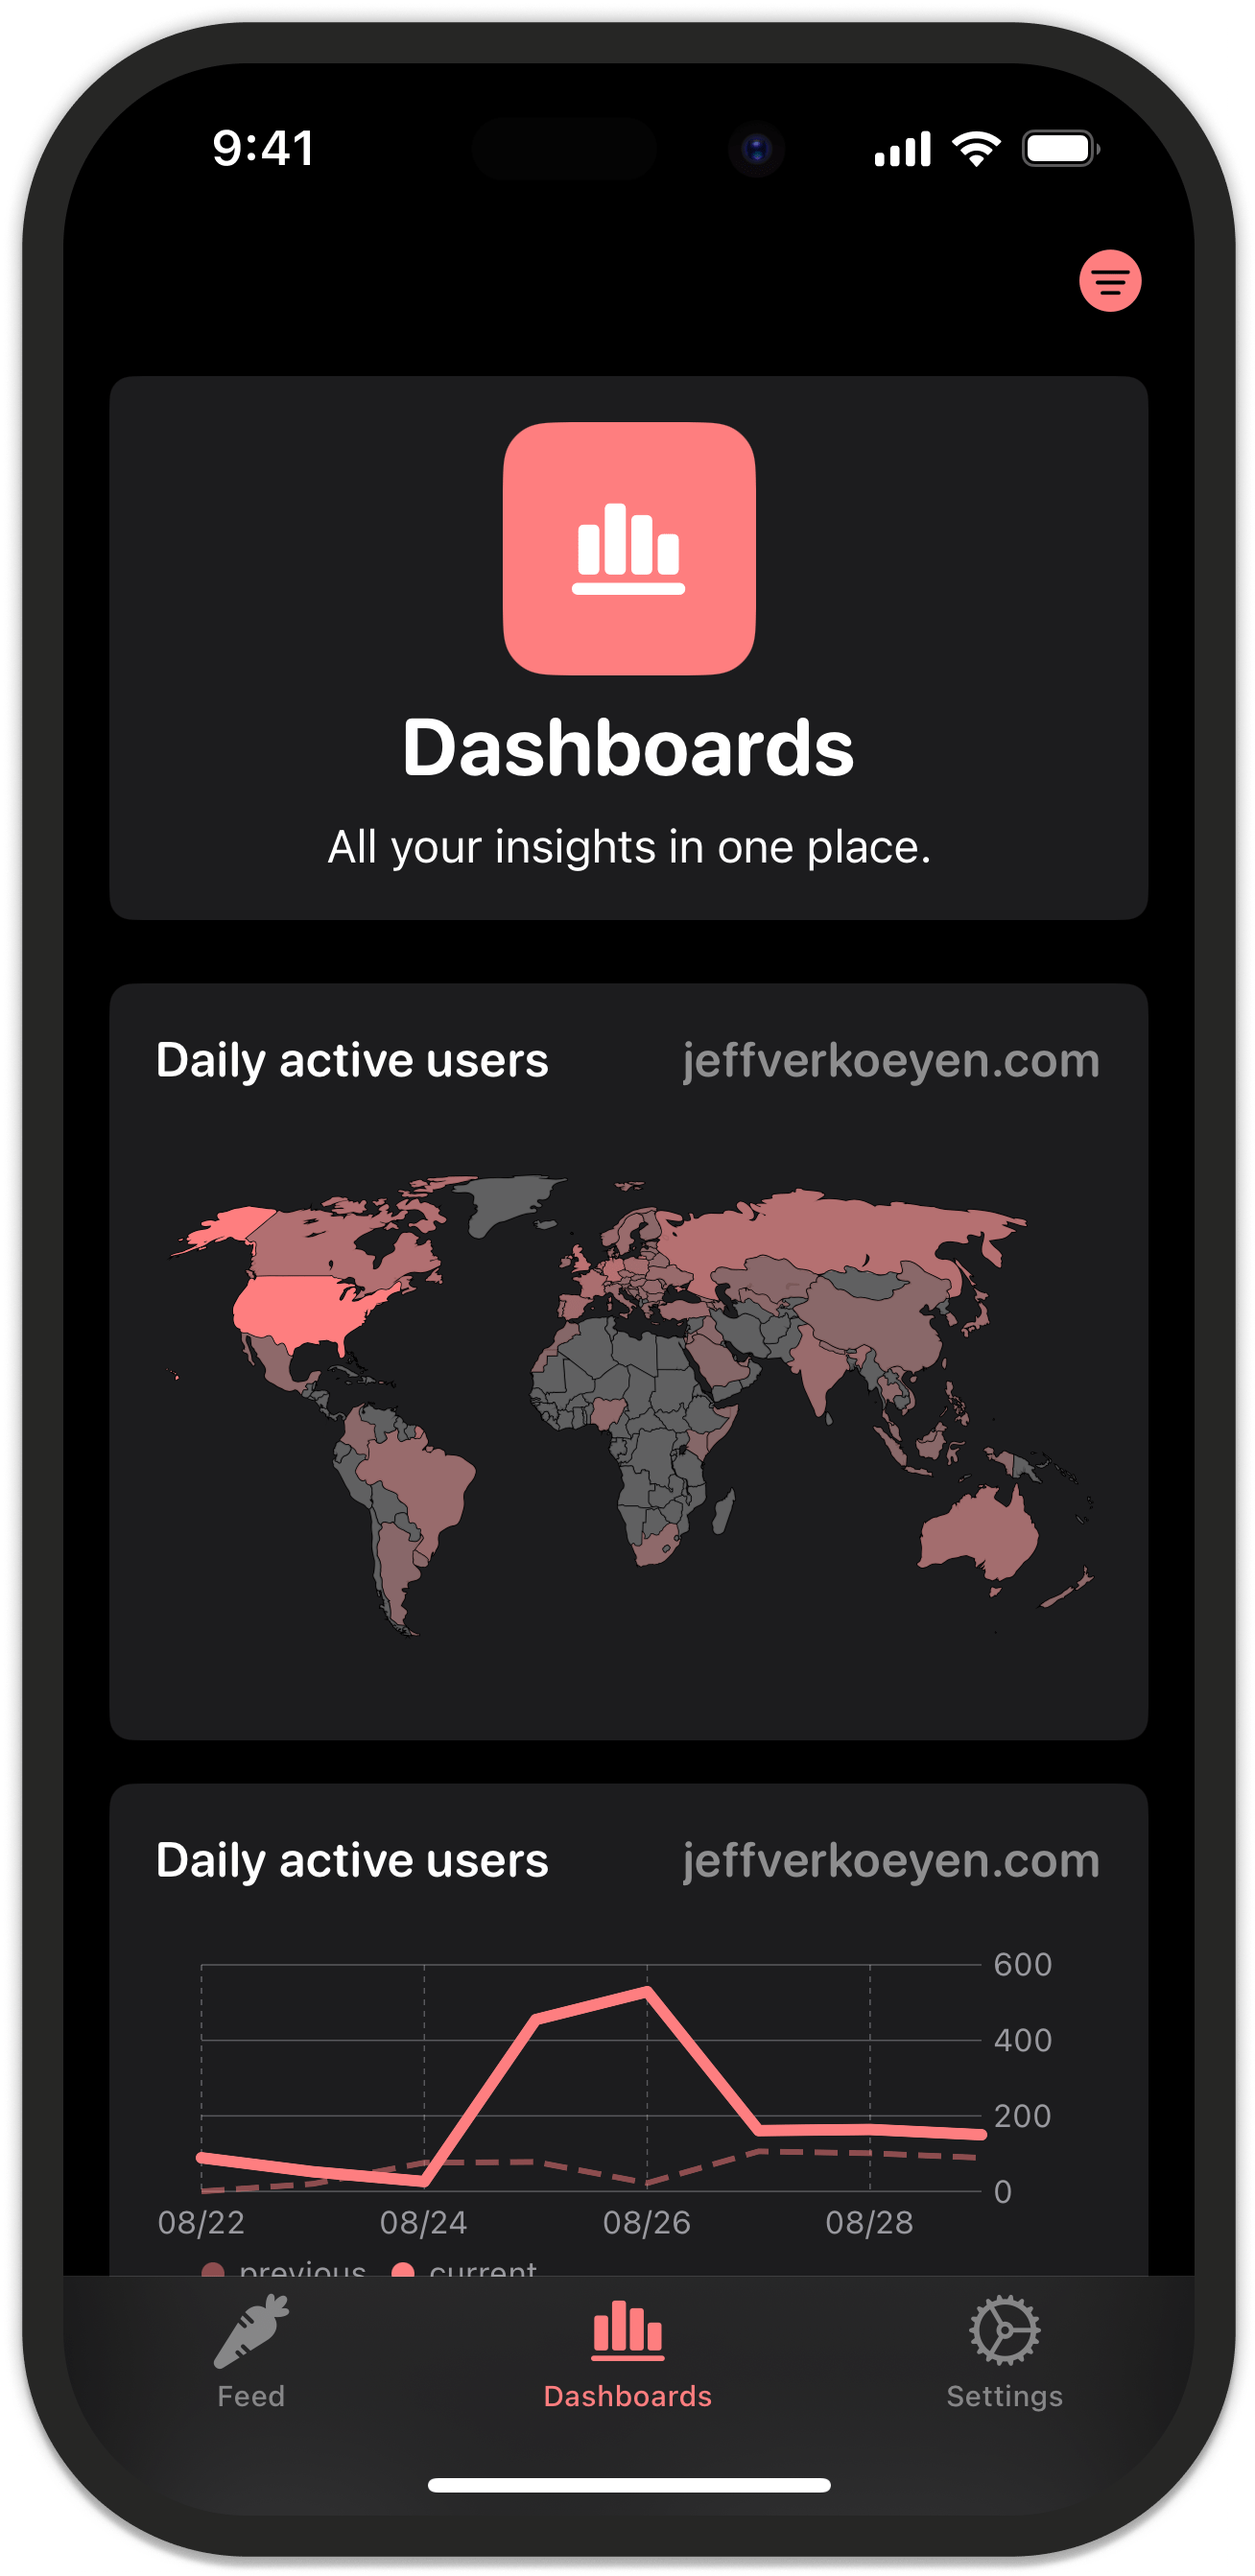 9:41
Dashboards
All your insights in one place.
Daily active users jeffverkoeyen.com
Daily active users jeffverkoeyen.com
600
400
200
0
08/22 08/24 08/26 08/28
previous current
Feed Dashboards Settings